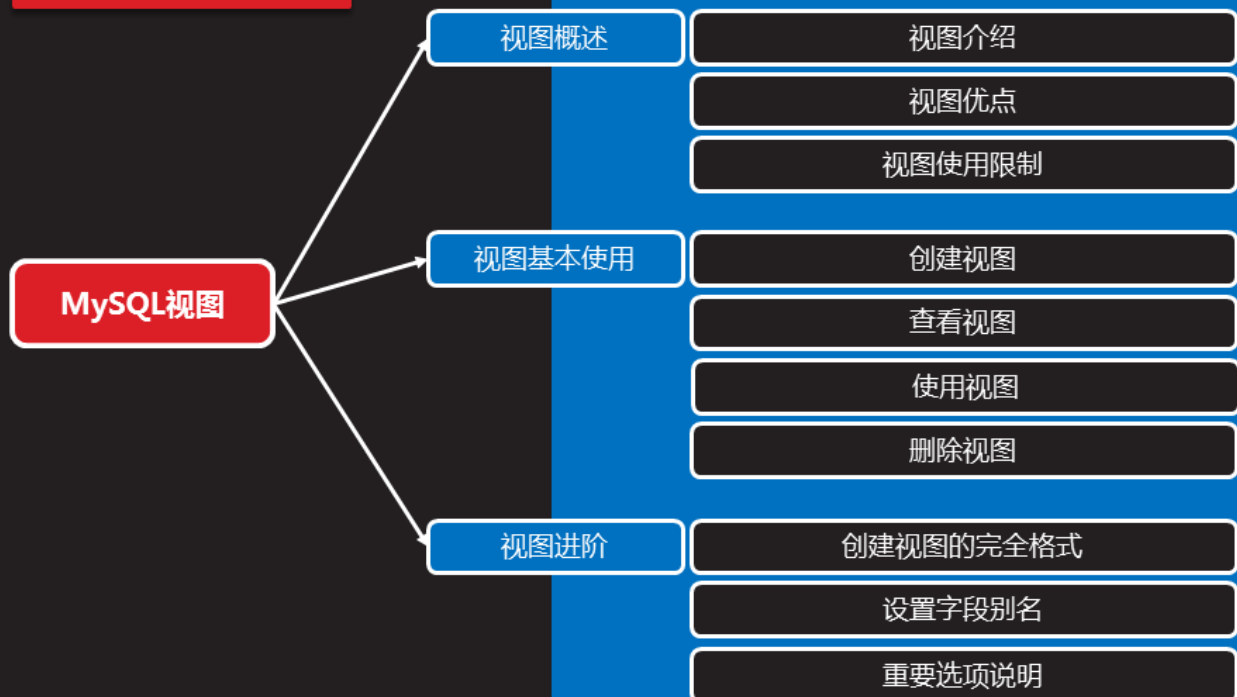 视图概述
视图介绍
视图优点
视图使用限制
MySQL视图
视图基本使用
创建视图
查看视图
使用视图
删除视图
视图进阶
创建视图的完全格式
设置字段别名
重要选项说明